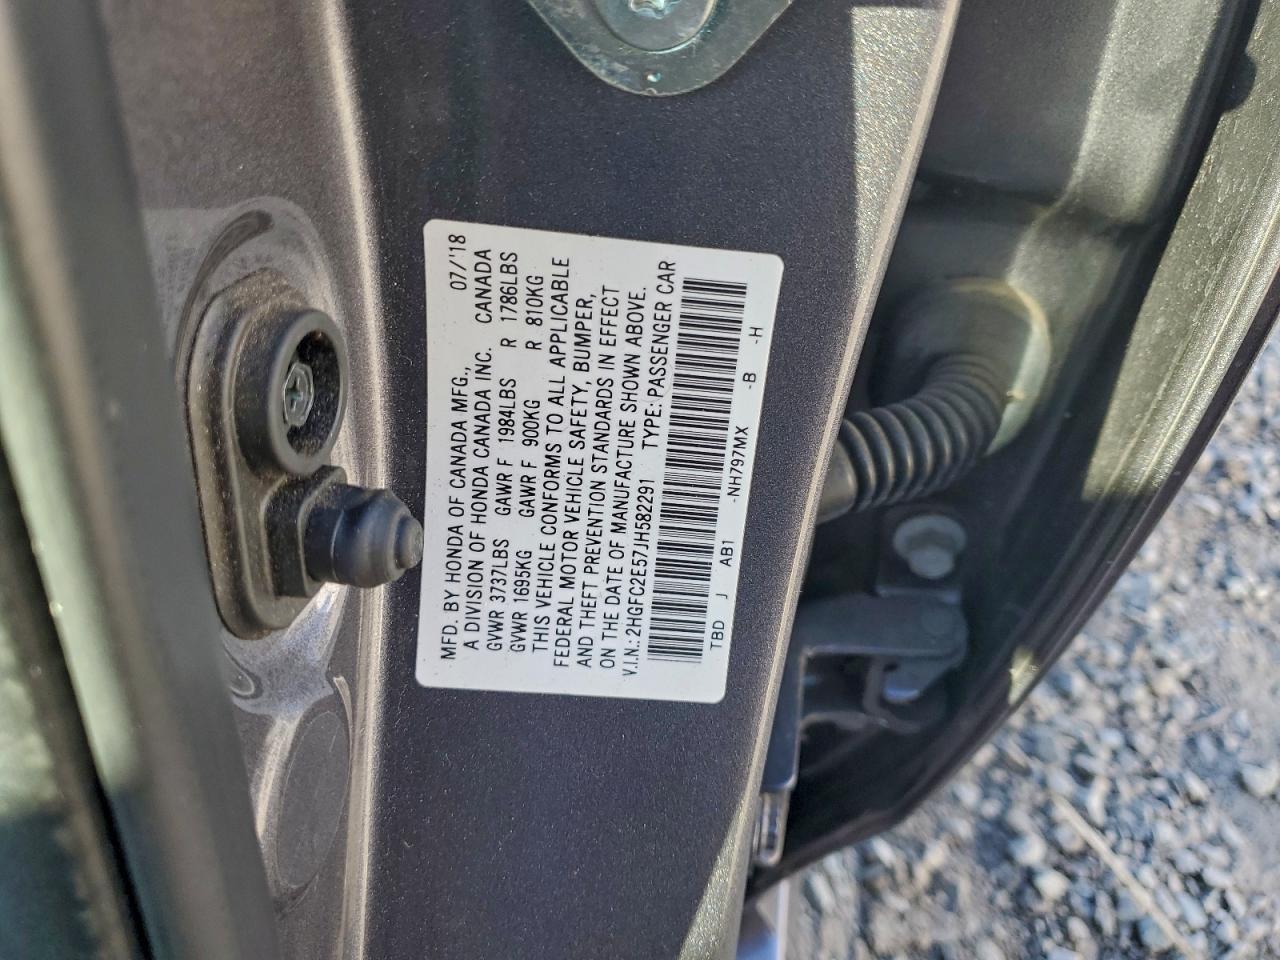 MFD. BY HONDA OF CANADA MFG., 07/'18
A DIVISION OF HONDA CANADA INC. CANADA
GVWR 3737LBS GAWR F 1984LBS R 1786LBS
GVWR 1695KG GAWR F 900KG R 810KG
THIS VEHICLE CONFORMS TO ALL APPLICABLE
FEDERAL MOTOR VEHICLE SAFETY, BUMPER,
AND THEFT PREVENTION STANDARDS IN EFFECT
ON THE DATE OF MANUFACTURE SHOWN ABOVE.
V.I.N.: 2HGFC2E57JH582291 TYPE: PASSENGER CAR
TBD J AB1 -NH797MX -B -H